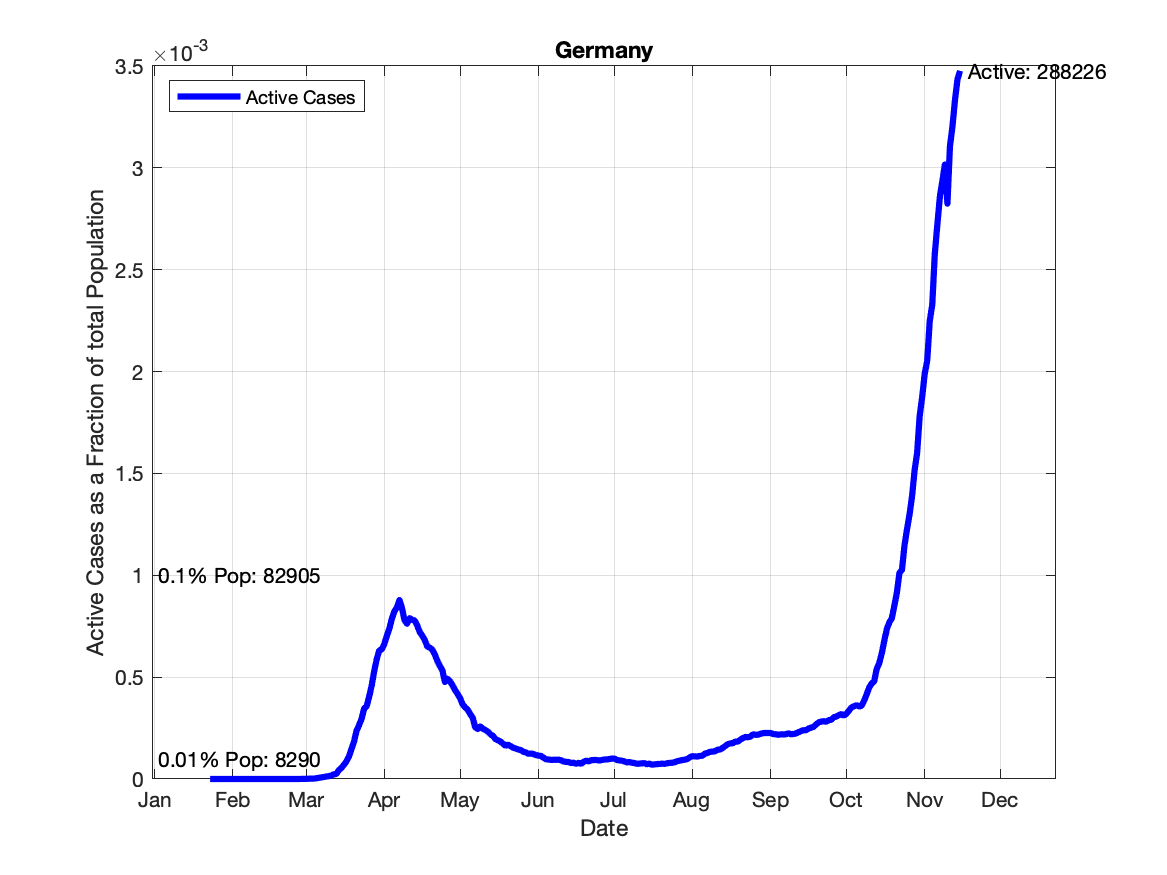 Germany
×10-3
3.5
3
2.5
2
1.5
1
0.5
0
Active Cases as a Fraction of total Population
Active Cases
Active: 288226
0.1% Pop: 82905
0.01% Pop: 8290
Jan Feb Mar Apr May Jun Jul Aug Sep Oct Nov Dec
Date